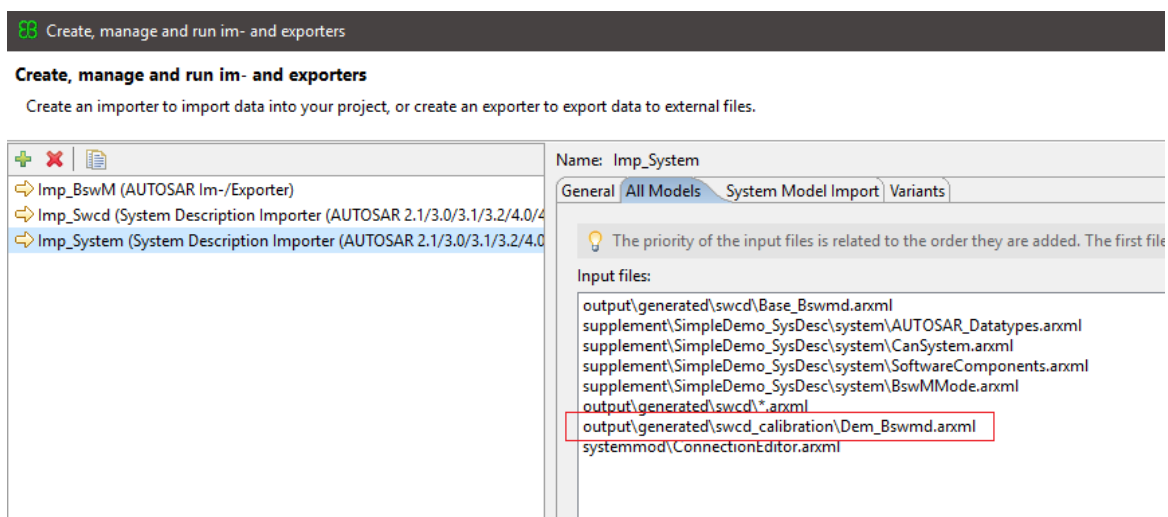 EB Create, manage and run im- and exporters
Create, manage and run im- and exporters
Create an importer to import data into your project, or create an exporter to export data to external files.
Imp_BswM (AUTOSAR Im-/Exporter)
Imp_Swcd (System Description Importer (AUTOSAR 2.1/3.0/3.1/3.2/4.0/4
Imp_System (System Description Importer (AUTOSAR 2.1/3.0/3.1/3.2/4.0
Name: Imp_System
General All Models System Model Import Variants
The priority of the input files is related to the order they are added. The first file
Input files:
output\generated\swcd\Base_Bswmd.arxml
supplement\SimpleDemo_SysDesc\system\AUTOSAR_Datatypes.arxml
supplement\SimpleDemo_SysDesc\system\CanSystem.arxml
supplement\SimpleDemo_SysDesc\system\SoftwareComponents.arxml
supplement\SimpleDemo_SysDesc\system\BswMMode.arxml
output\generated\swcd\*.arxml
output\generated\swcd_calibration\Dem_Bswmd.arxml
systemmod\ConnectionEditor.arxml